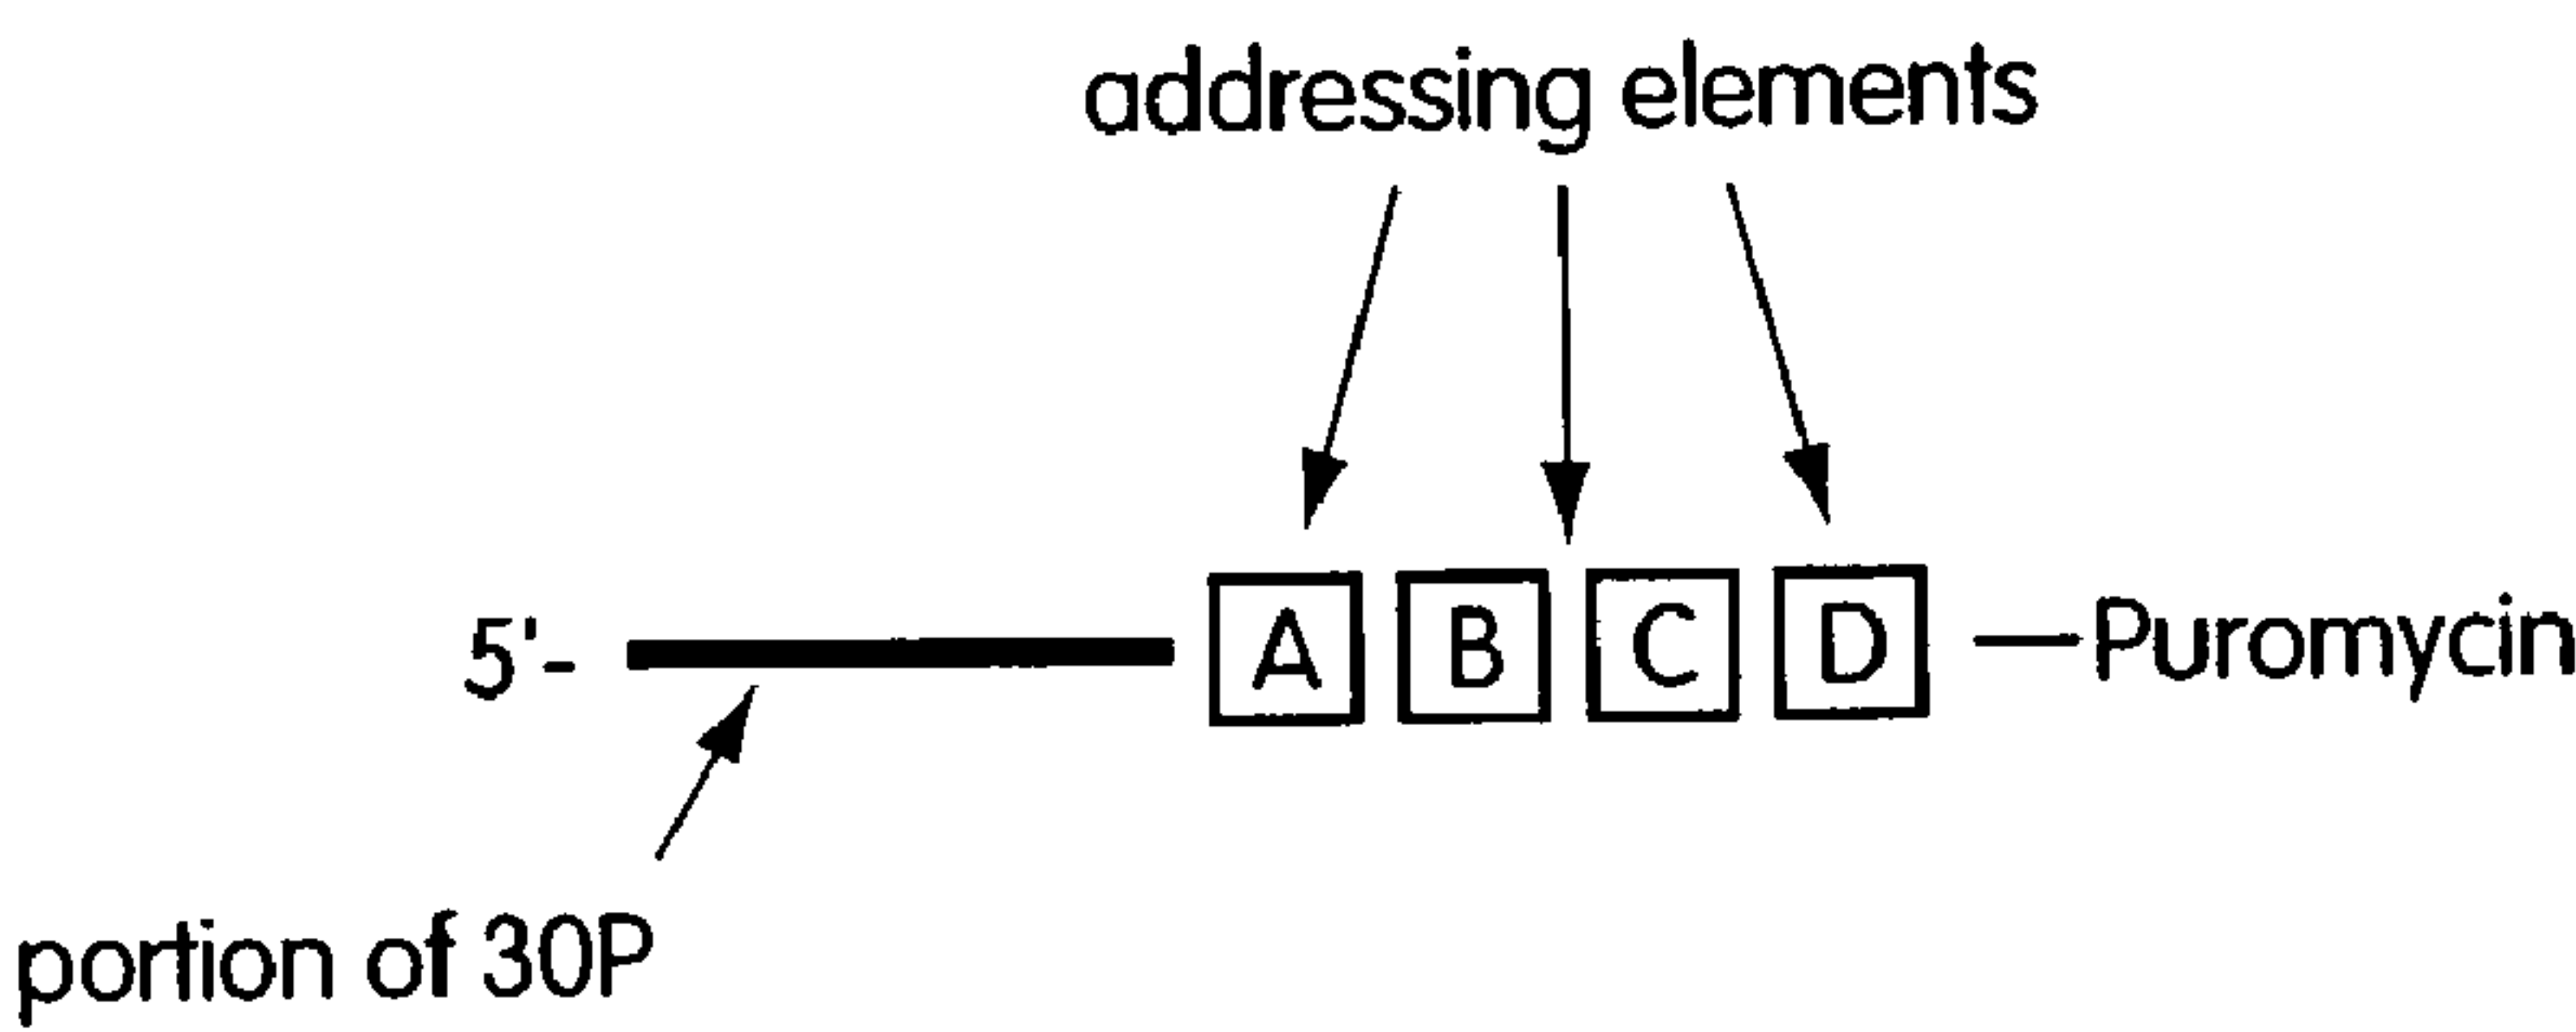 addressing elements
5'- A B C D —Puromycin
portion of 30P